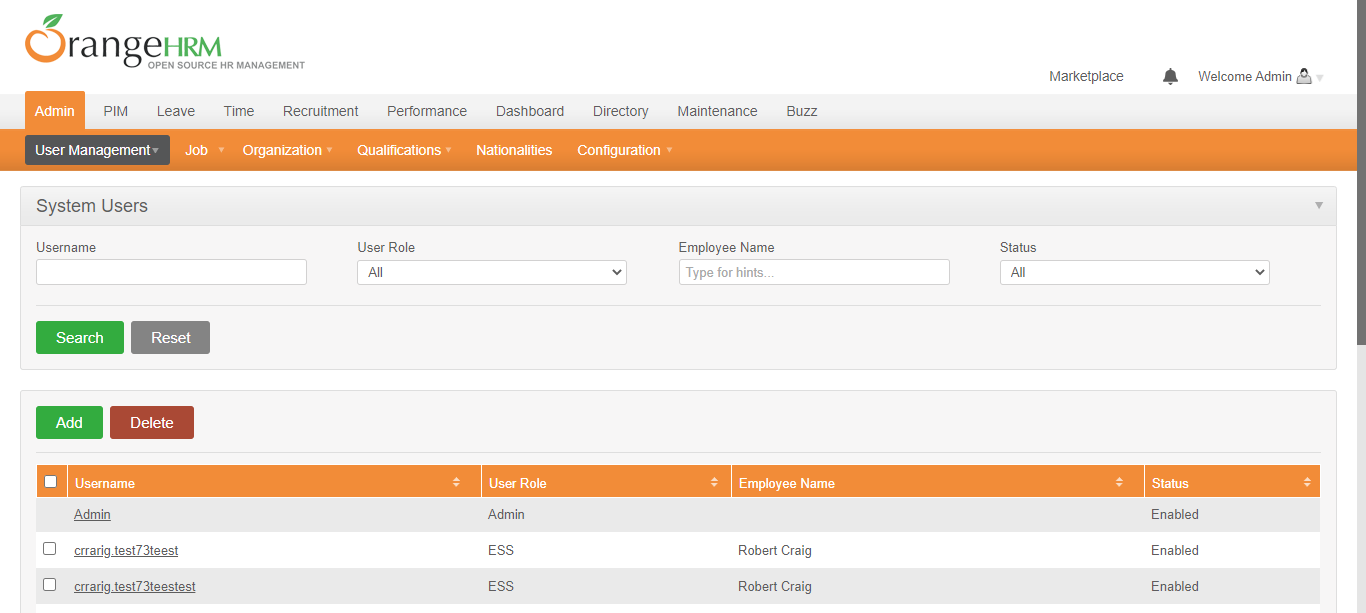 OrangeHRM
OPEN SOURCE HR MANAGEMENT
Marketplace Welcome Admin
Admin PIM Leave Time Recruitment Performance Dashboard Directory Maintenance Buzz
User Management Job Organization Qualifications Nationalities Configuration
System Users
Username User Role Employee Name Status
All Type for hints... All
Search Reset
Add Delete
Username User Role Employee Name Status
Admin Admin Enabled
crrarig.test73teest ESS Robert Craig Enabled
crrarig.test73teestest ESS Robert Craig Enabled